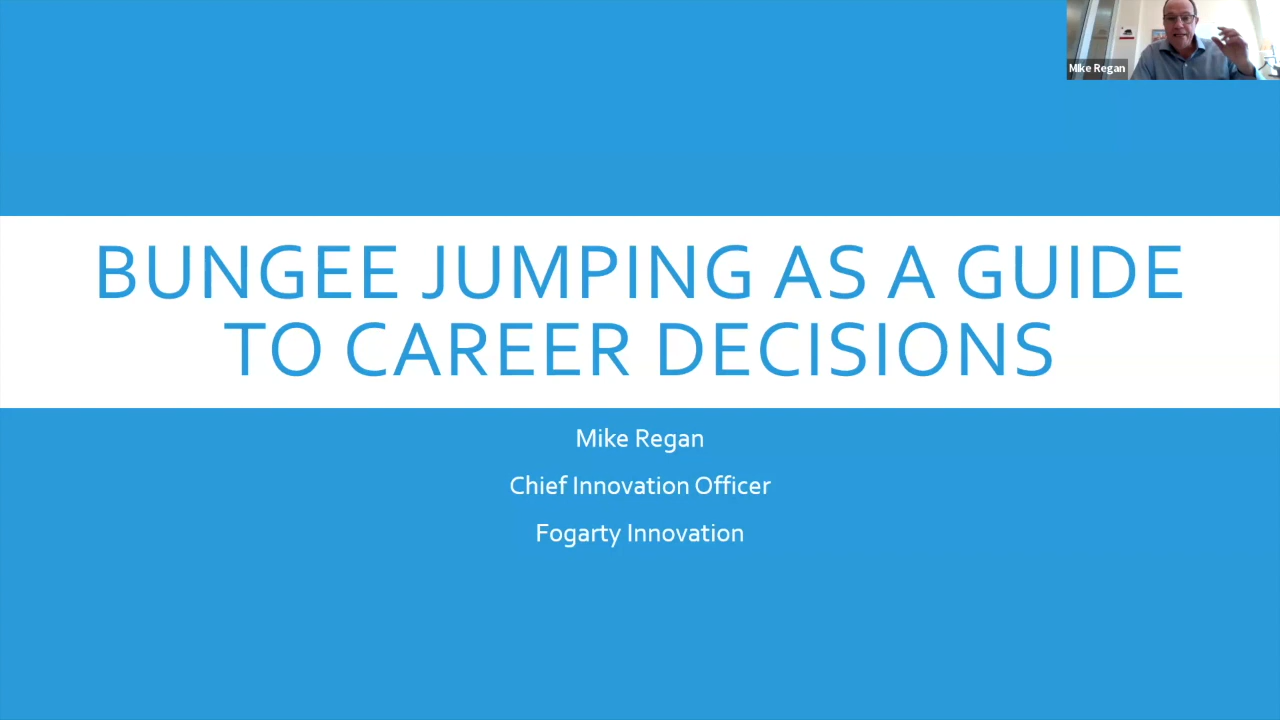 Mike Regan
BUNGEE JUMPING AS A GUIDE
TO CAREER DECISIONS
Mike Regan
Chief Innovation Officer
Fogarty Innovation